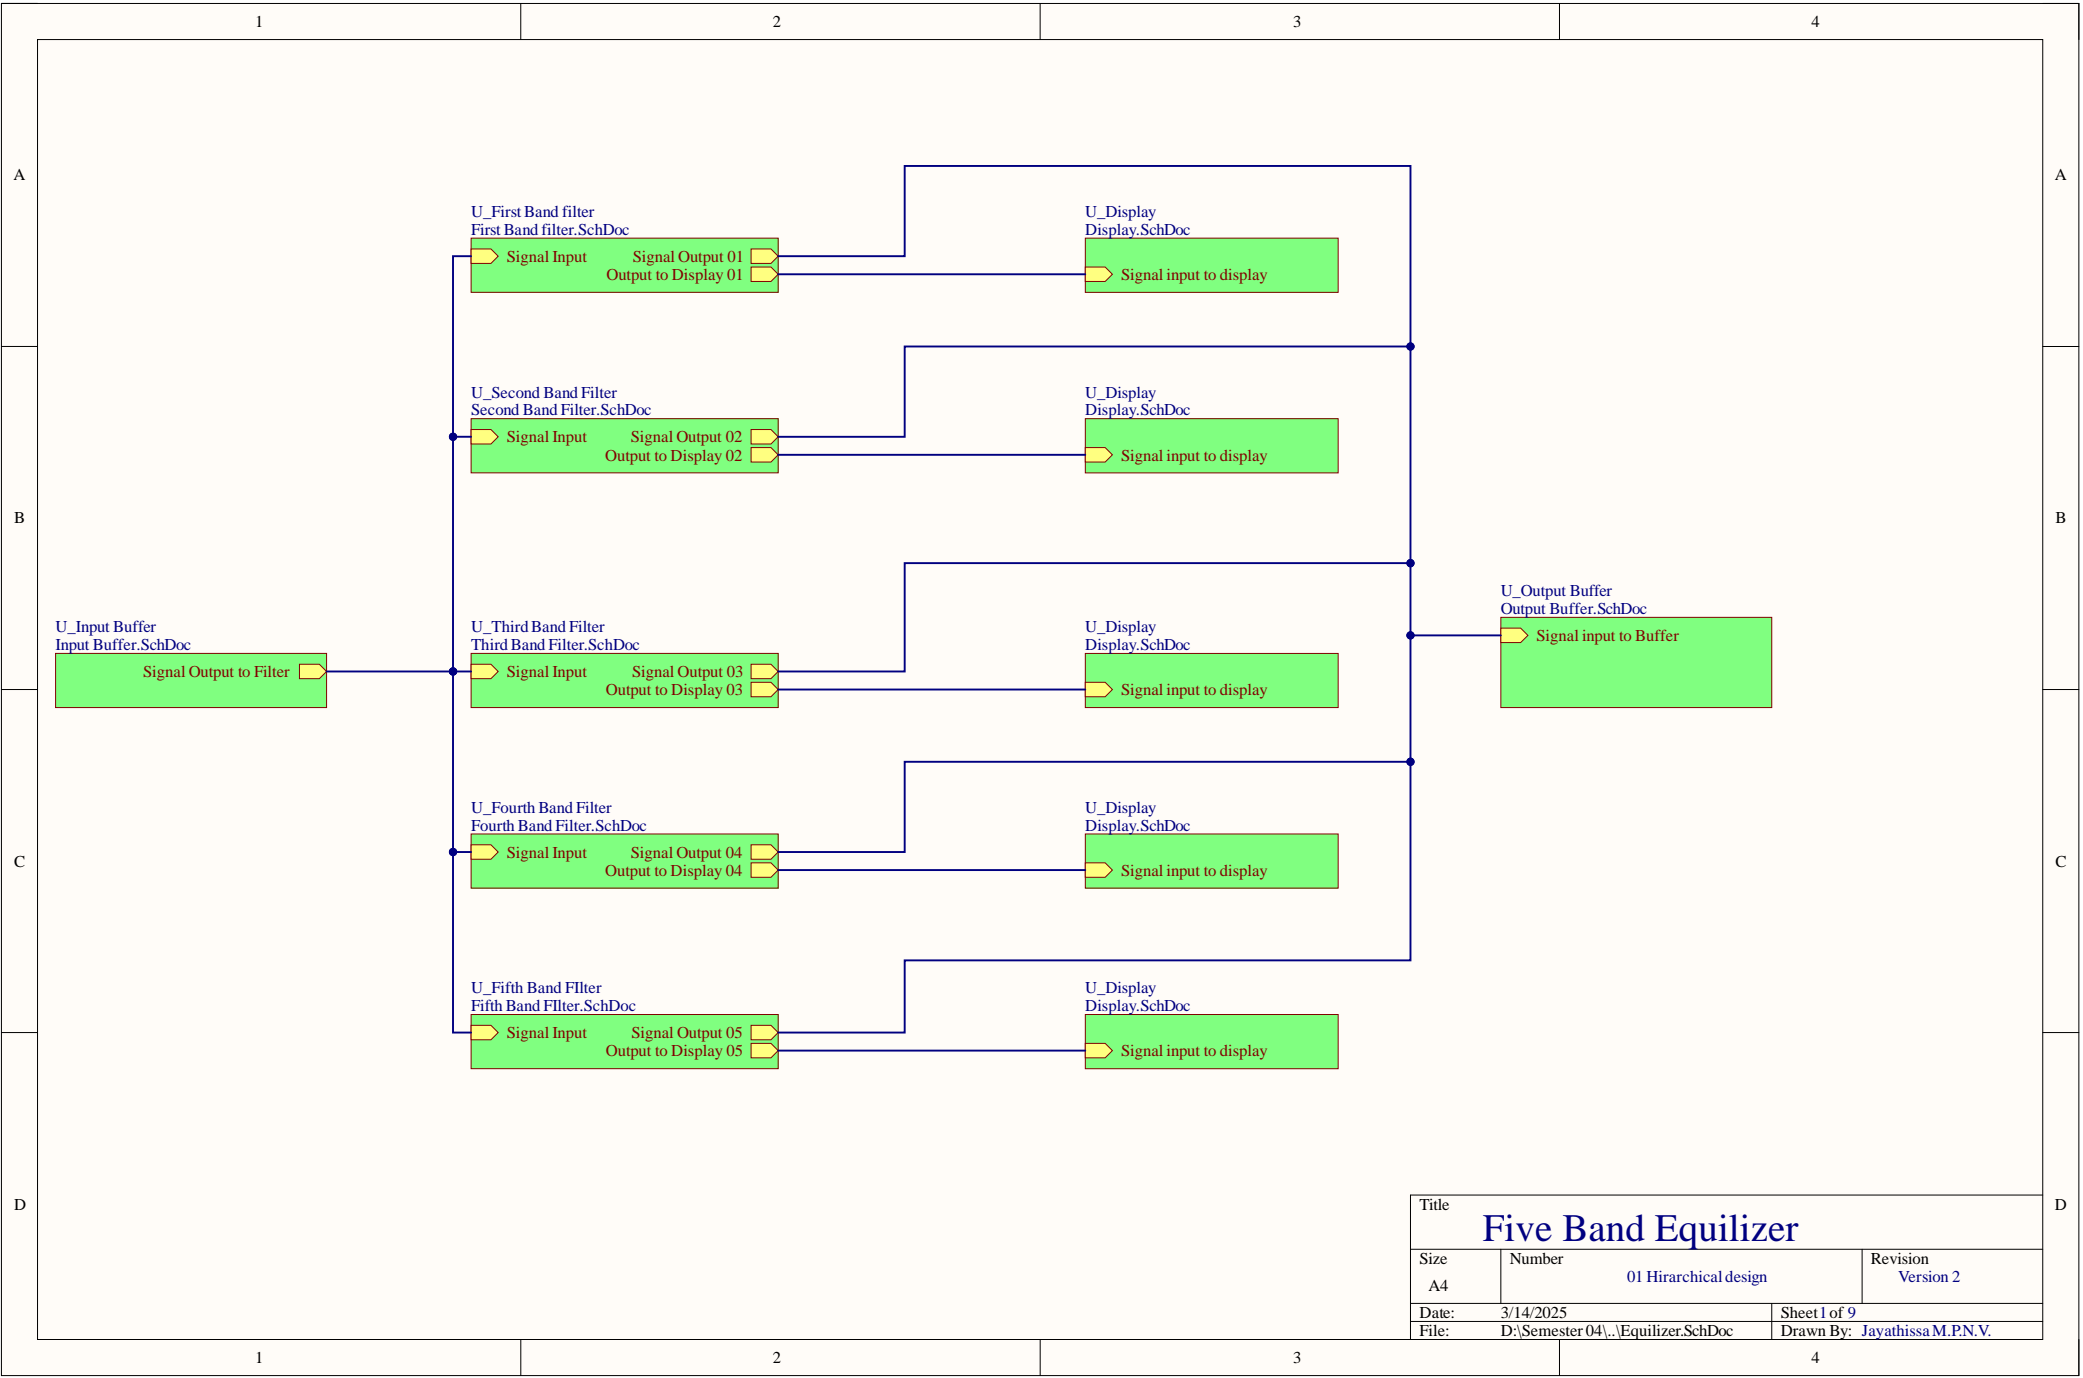 1
2
3
4
A
A
U_First Band filter
First Band filter.SchDoc
Signal Input
Signal Output 01
Output to Display 01
U_Display
Display.SchDoc
Signal input to display
U_Second Band Filter
Second Band Filter.SchDoc
Signal Input
Signal Output 02
Output to Display 02
U_Display
Display.SchDoc
Signal input to display
B
B
U_Input Buffer
Input Buffer.SchDoc
Signal Output to Filter
U_Third Band Filter
Third Band Filter.SchDoc
Signal Input
Signal Output 03
Output to Display 03
U_Display
Display.SchDoc
Signal input to display
U_Output Buffer
Output Buffer.SchDoc
Signal input to Buffer
U_Fourth Band Filter
Fourth Band Filter.SchDoc
Signal Input
Signal Output 04
Output to Display 04
U_Display
Display.SchDoc
Signal input to display
C
C
U_Fifth Band FIlter
Fifth Band FIlter.SchDoc
Signal Input
Signal Output 05
Output to Display 05
U_Display
Display.SchDoc
Signal input to display
D
D
Title
Five Band Equilizer
Size
A4
Number
01 Hirarchical design
Revision
Version 2
Date: 3/14/2025
Sheet 1 of 9
File: D:\Semester 04\..\Equilizer.SchDoc
Drawn By: Jayathissa M.P.N.V.
1
2
3
4